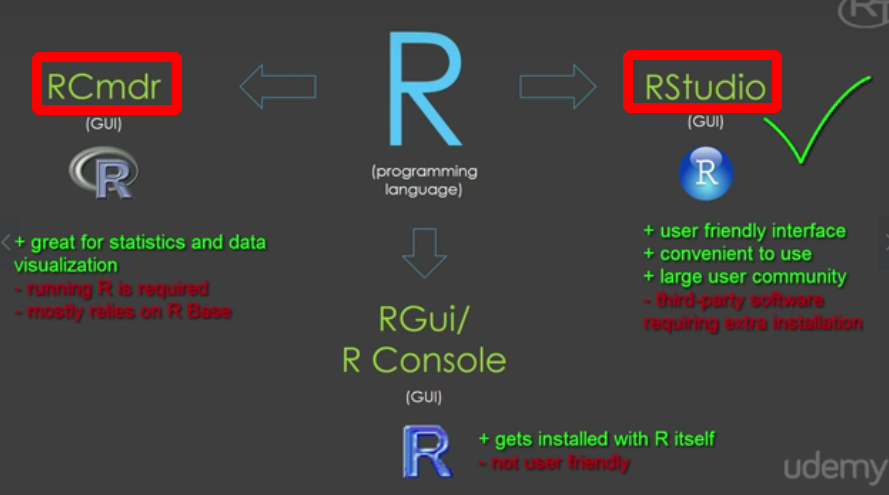 R
RCmdr
(GUI)
R
+ great for statistics and data
visualization
- running R is required
- mostly relies on R Base
R
(programming
language)
RStudio
(GUI)
R
+ user friendly interface
+ convenient to use
+ large user community
- third-party software
requiring extra installation
RGui/
R Console
(GUI)
R
+ gets installed with R itself
- not user friendly
udemy